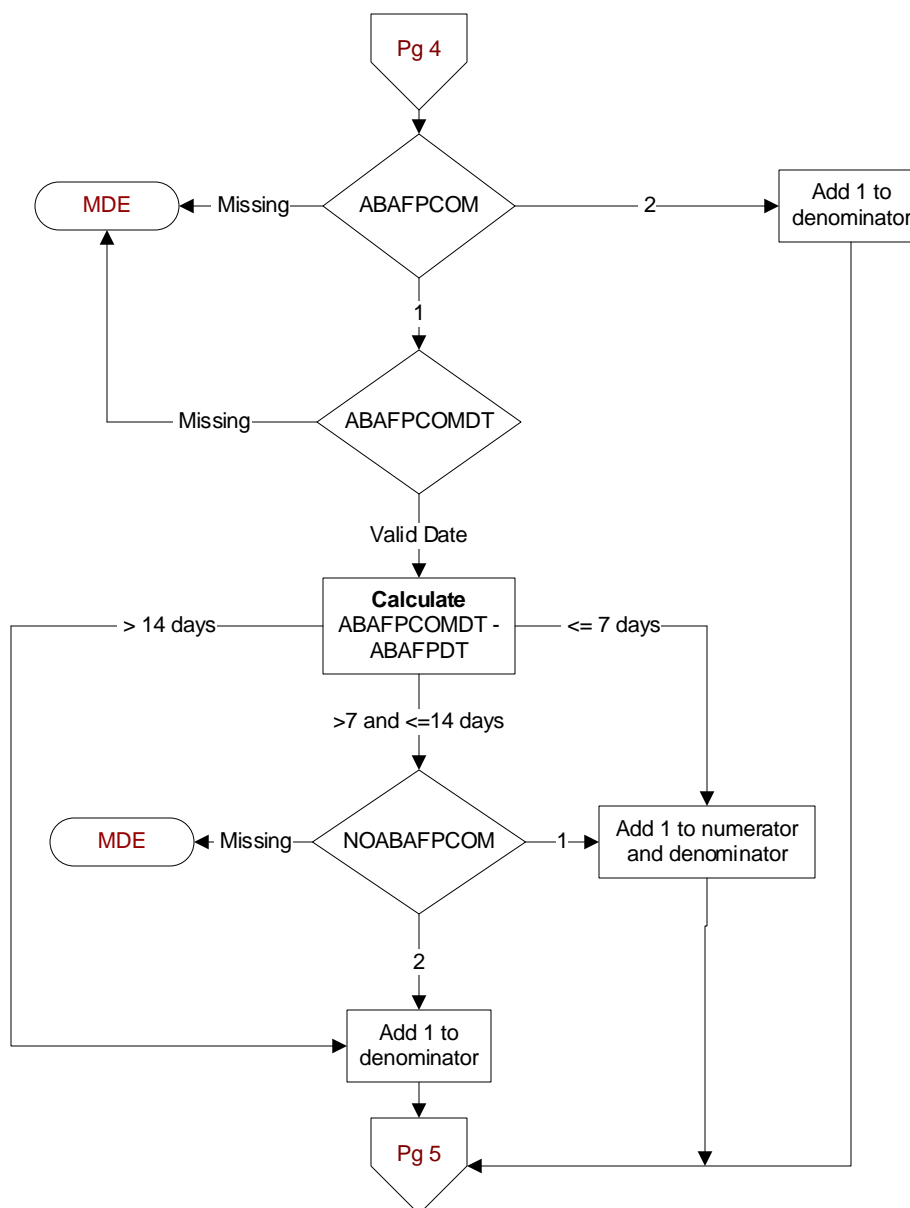 Pg 4
MDE
Missing
ABAFPCOM
2
Add 1 to
denominator
1
Missing
ABAFPCOMDT
Valid Date
> 14 days
Calculate
ABAFPCOMDT -
ABAFPDT
<= 7 days
>7 and <=14 days
MDE
Missing
NOABAFPCOM
1
Add 1 to numerator
and denominator
2
Add 1 to
denominator
Pg 5